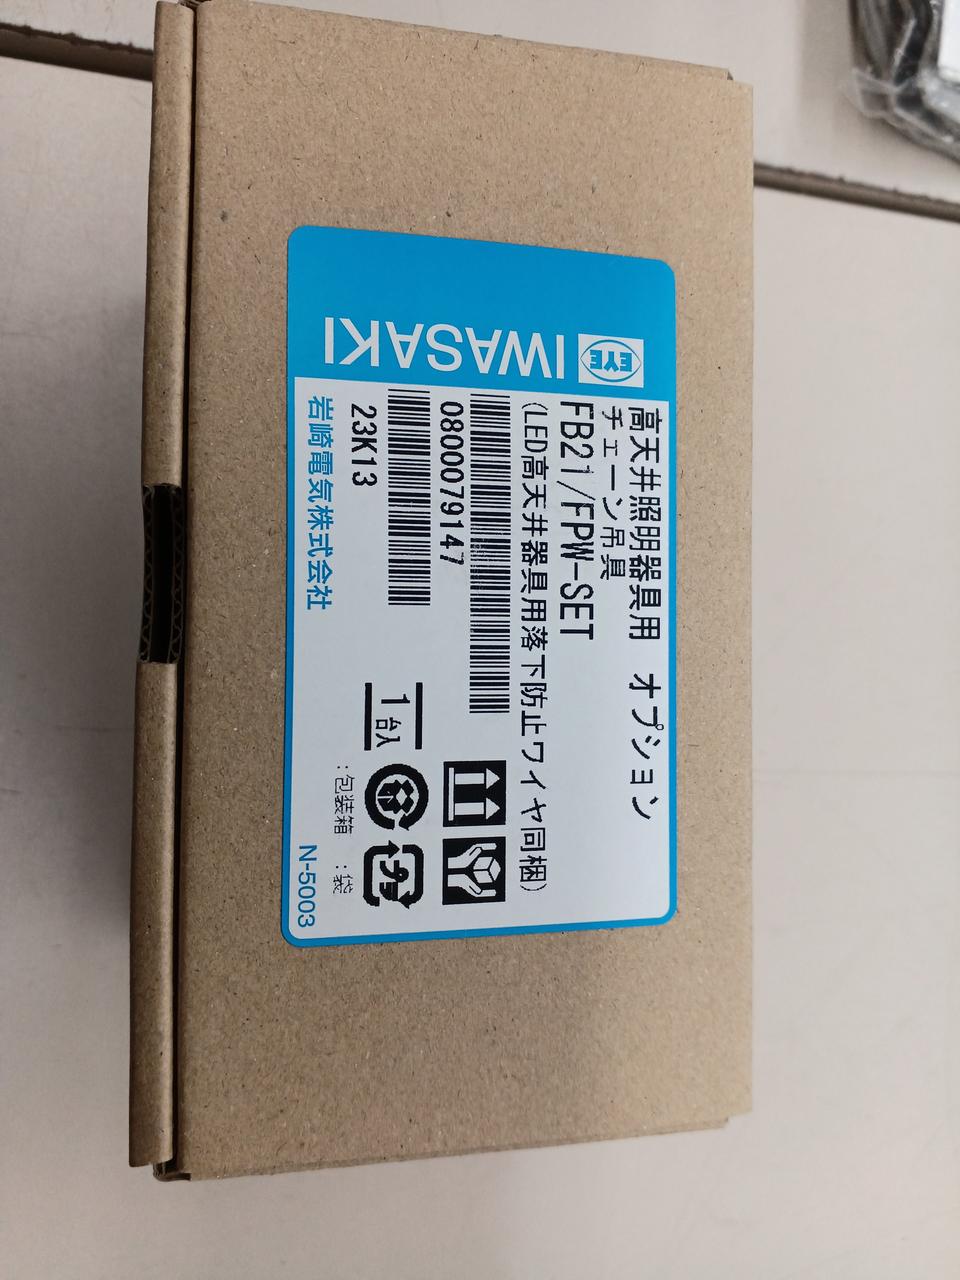 EYE IWASAKI
高天井照明器具用 オプション
チェーン吊具
FB21/FPW-SET
(LED高天井器具用落下防止ワイヤ同梱)
0800079147
23K13
1台入
プラ
:包装箱 :袋
岩崎電気株式会社
N-5003